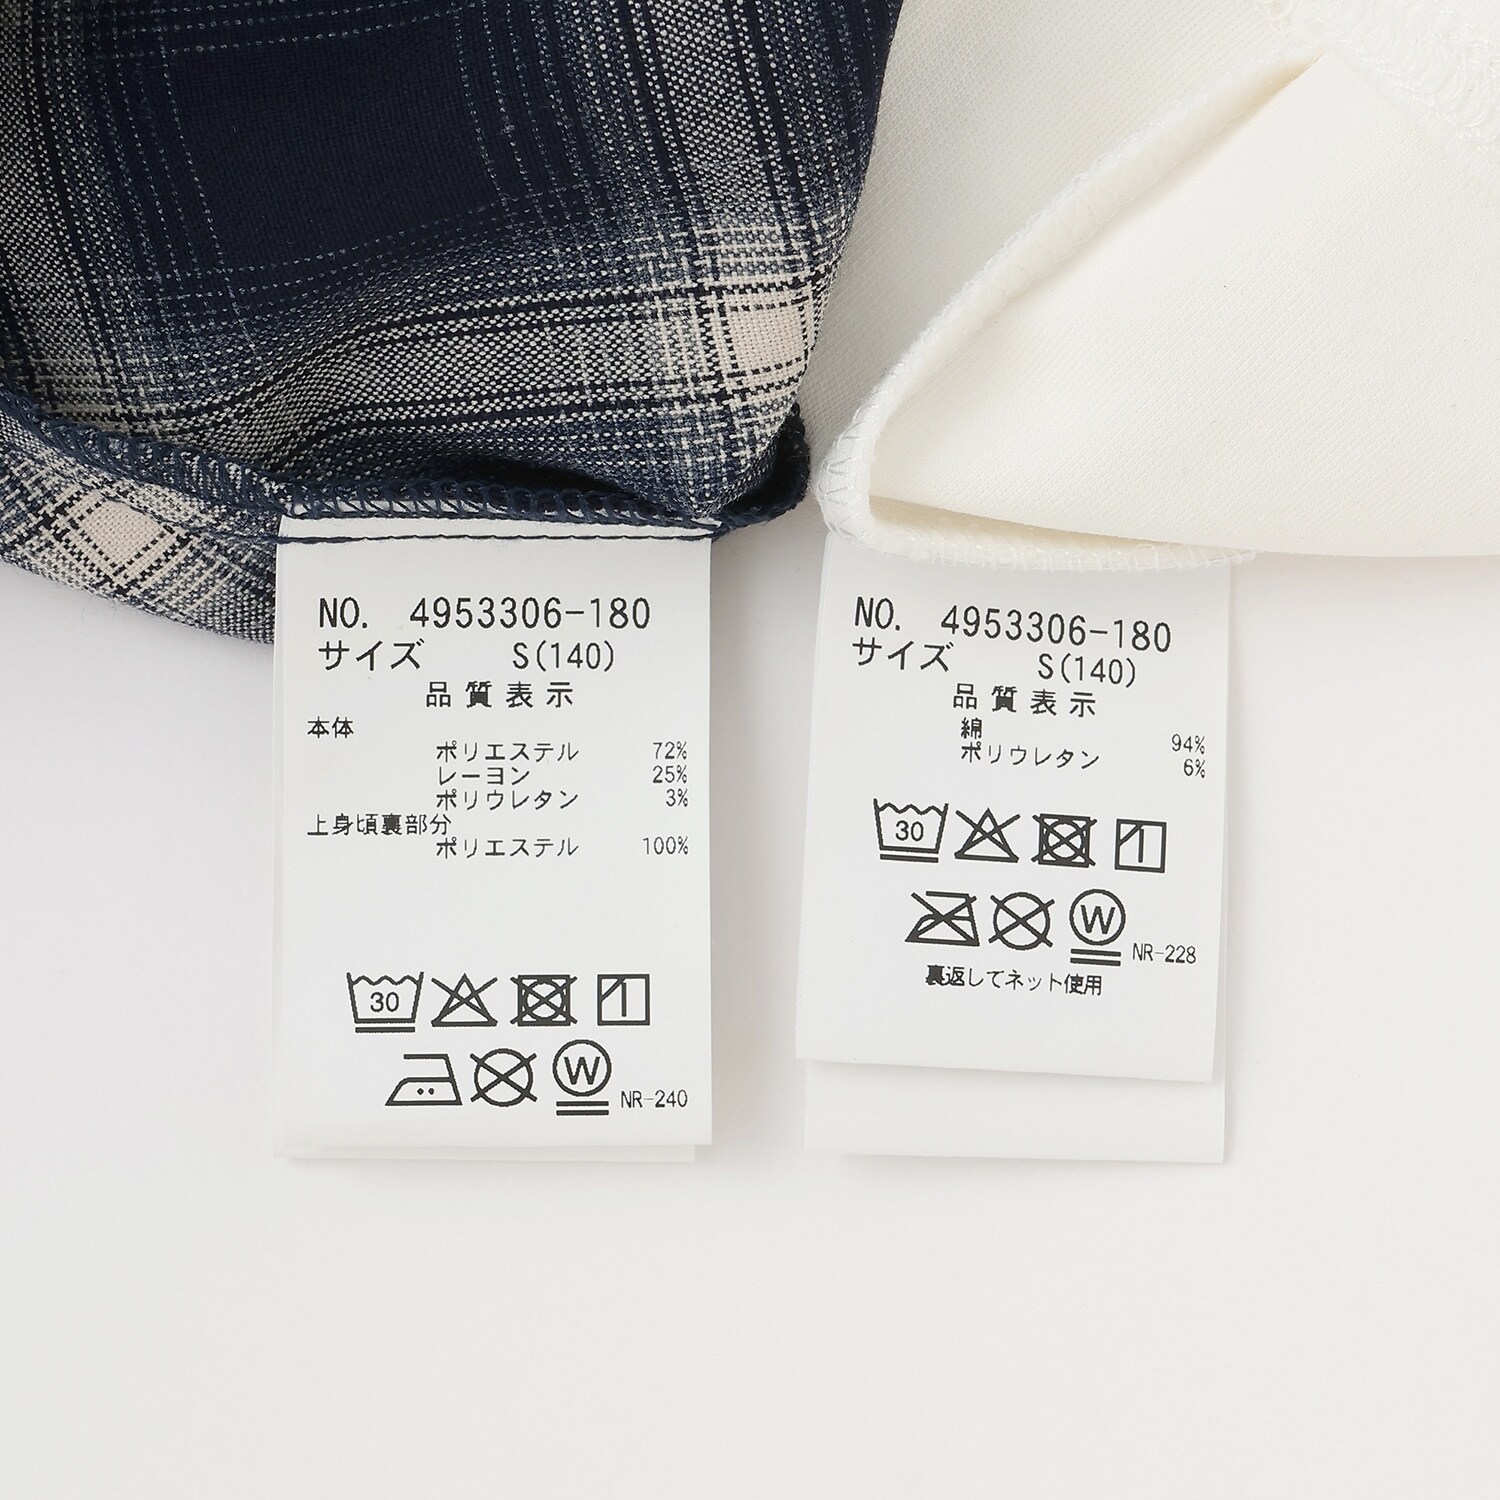 NO. 4953306-180
サイズ S(140)
品質表示
本体
ポリエステル 72%
レーヨン 25%
ポリウレタン 3%
上身頃裏部分
ポリエステル 100%
30
W
NR-240
NO. 4953306-180
サイズ S(140)
品質表示
綿 94%
ポリウレタン 6%
30
W
NR-228
裏返してネット使用